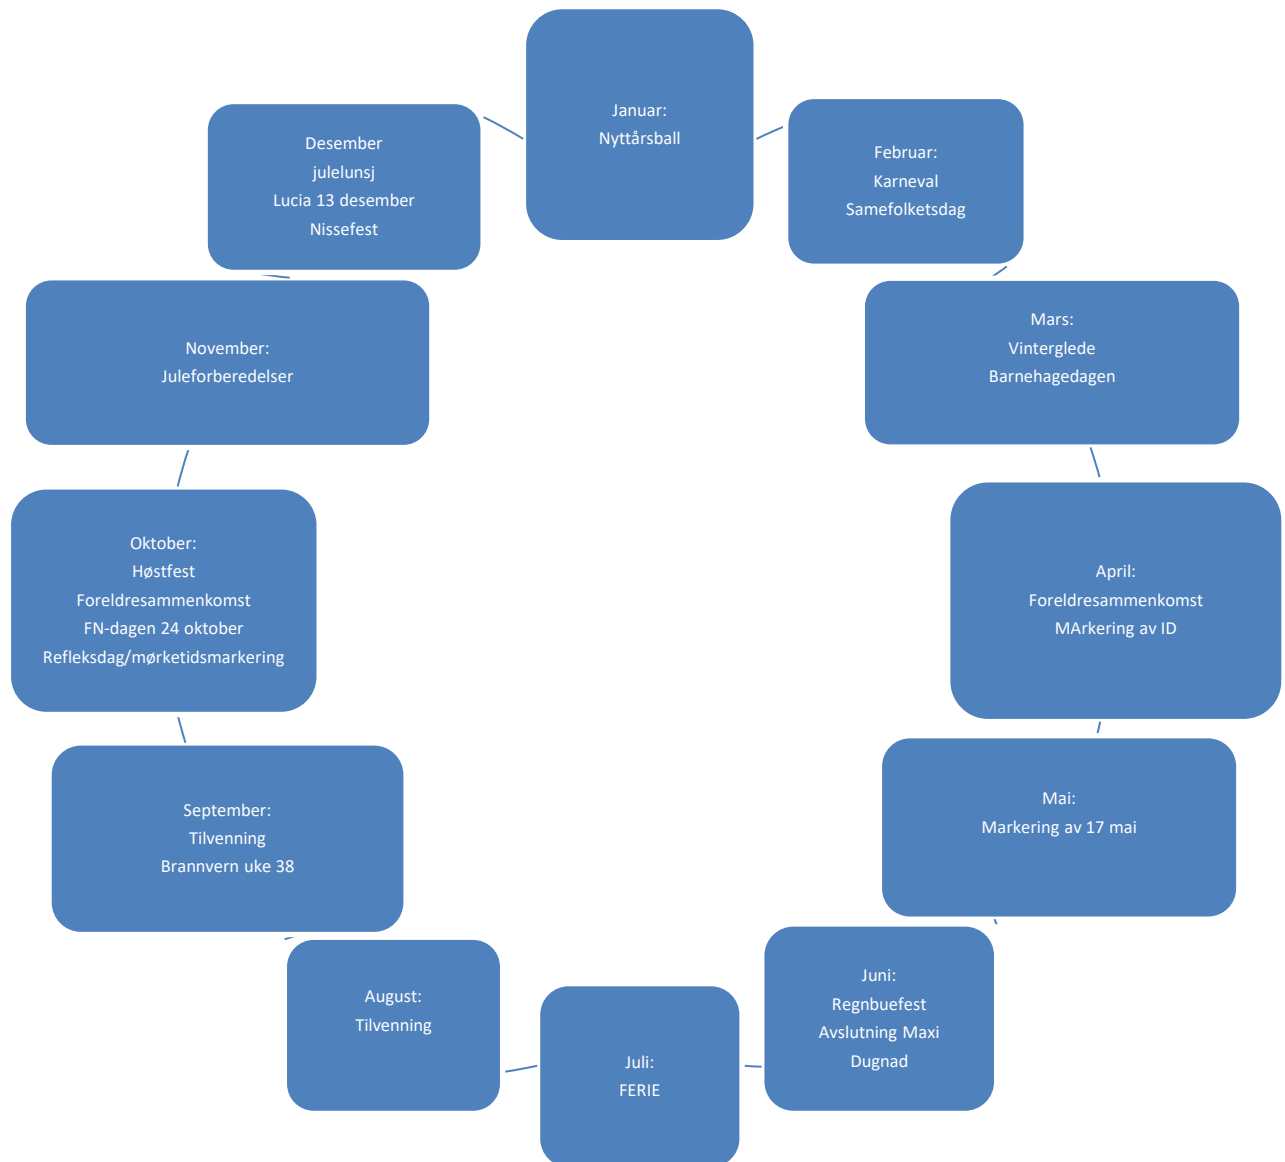 Januar:
Nyttårsball
Februar:
Karneval
Samefolketsdag
Mars:
Vinterglede
Barnehagedagen
April:
Foreldresammenkomst
MArkering av ID
Mai:
Markering av 17 mai
Juni:
Regnbuefest
Avslutning Maxi
Dugnad
Juli:
FERIE
August:
Tilvenning
September:
Tilvenning
Brannvern uke 38
Oktober:
Høstfest
Foreldresammenkomst
FN-dagen 24 oktober
Refleksdag/mørketidsmarkering
November:
Juleforberedelser
Desember
julelunsj
Lucia 13 desember
Nissefest